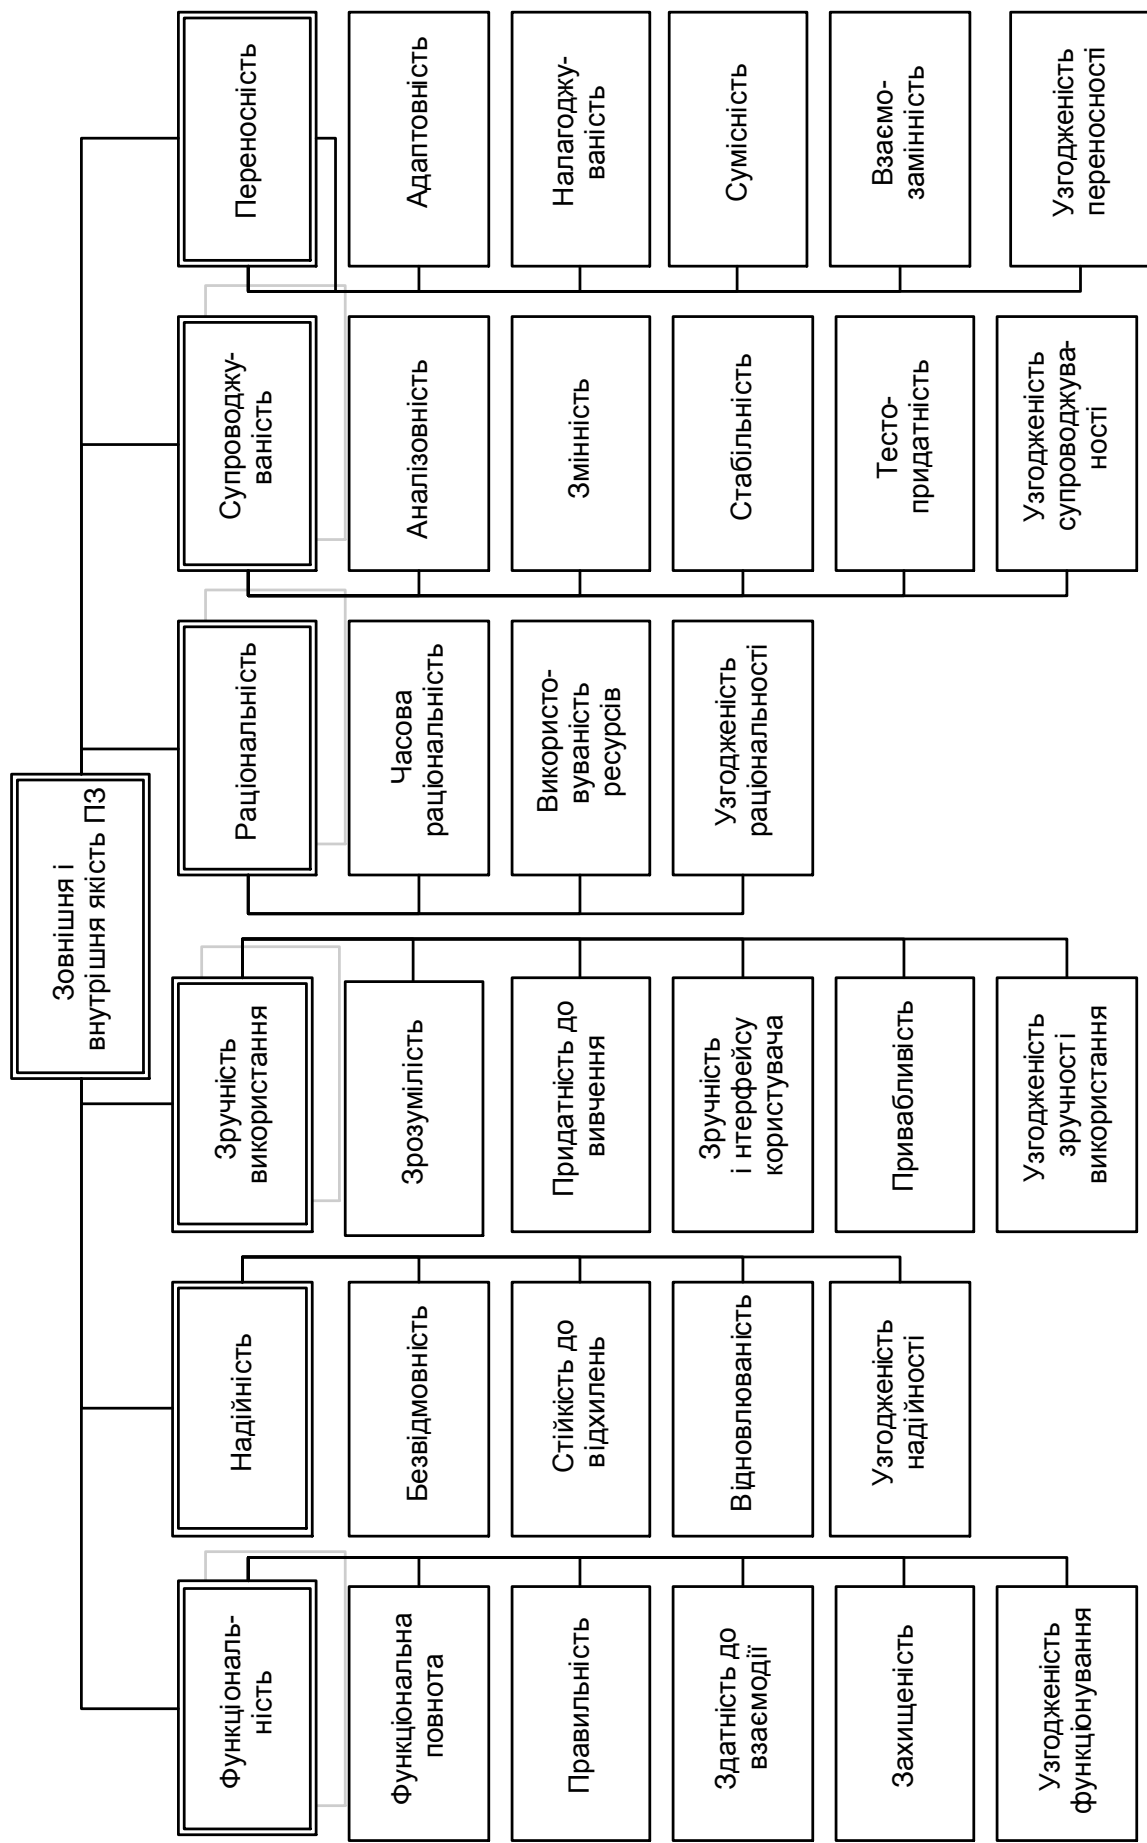 Зовнішня і
внутрішня якість ПЗ
Функціональ-
ність
Функціональна
повнота
Правильність
Здатність до
взаємодії
Захищеність
Узгодженість
функціонування
Надійність
Безвідмовність
Стійкість до
відхилень
Відновлюваність
Узгодженість
надійності
Зручність
використання
Зрозумілість
Придатність до
вивчення
Зручність
інтерфейсу
користувача
Привабливість
Узгодженість
зручності
використання
Раціональність
Часова
раціональність
Використо-
вуваність
ресурсів
Узгодженість
раціональності
Супроводжу-
ваність
Аналізовність
Змінність
Стабільність
Тесто-
придатність
Узгодженість
супроводжува-
ності
Переносність
Адаптовність
Налагоджу-
ваність
Сумісність
Взаємо-
замінність
Узгодженість
переносності